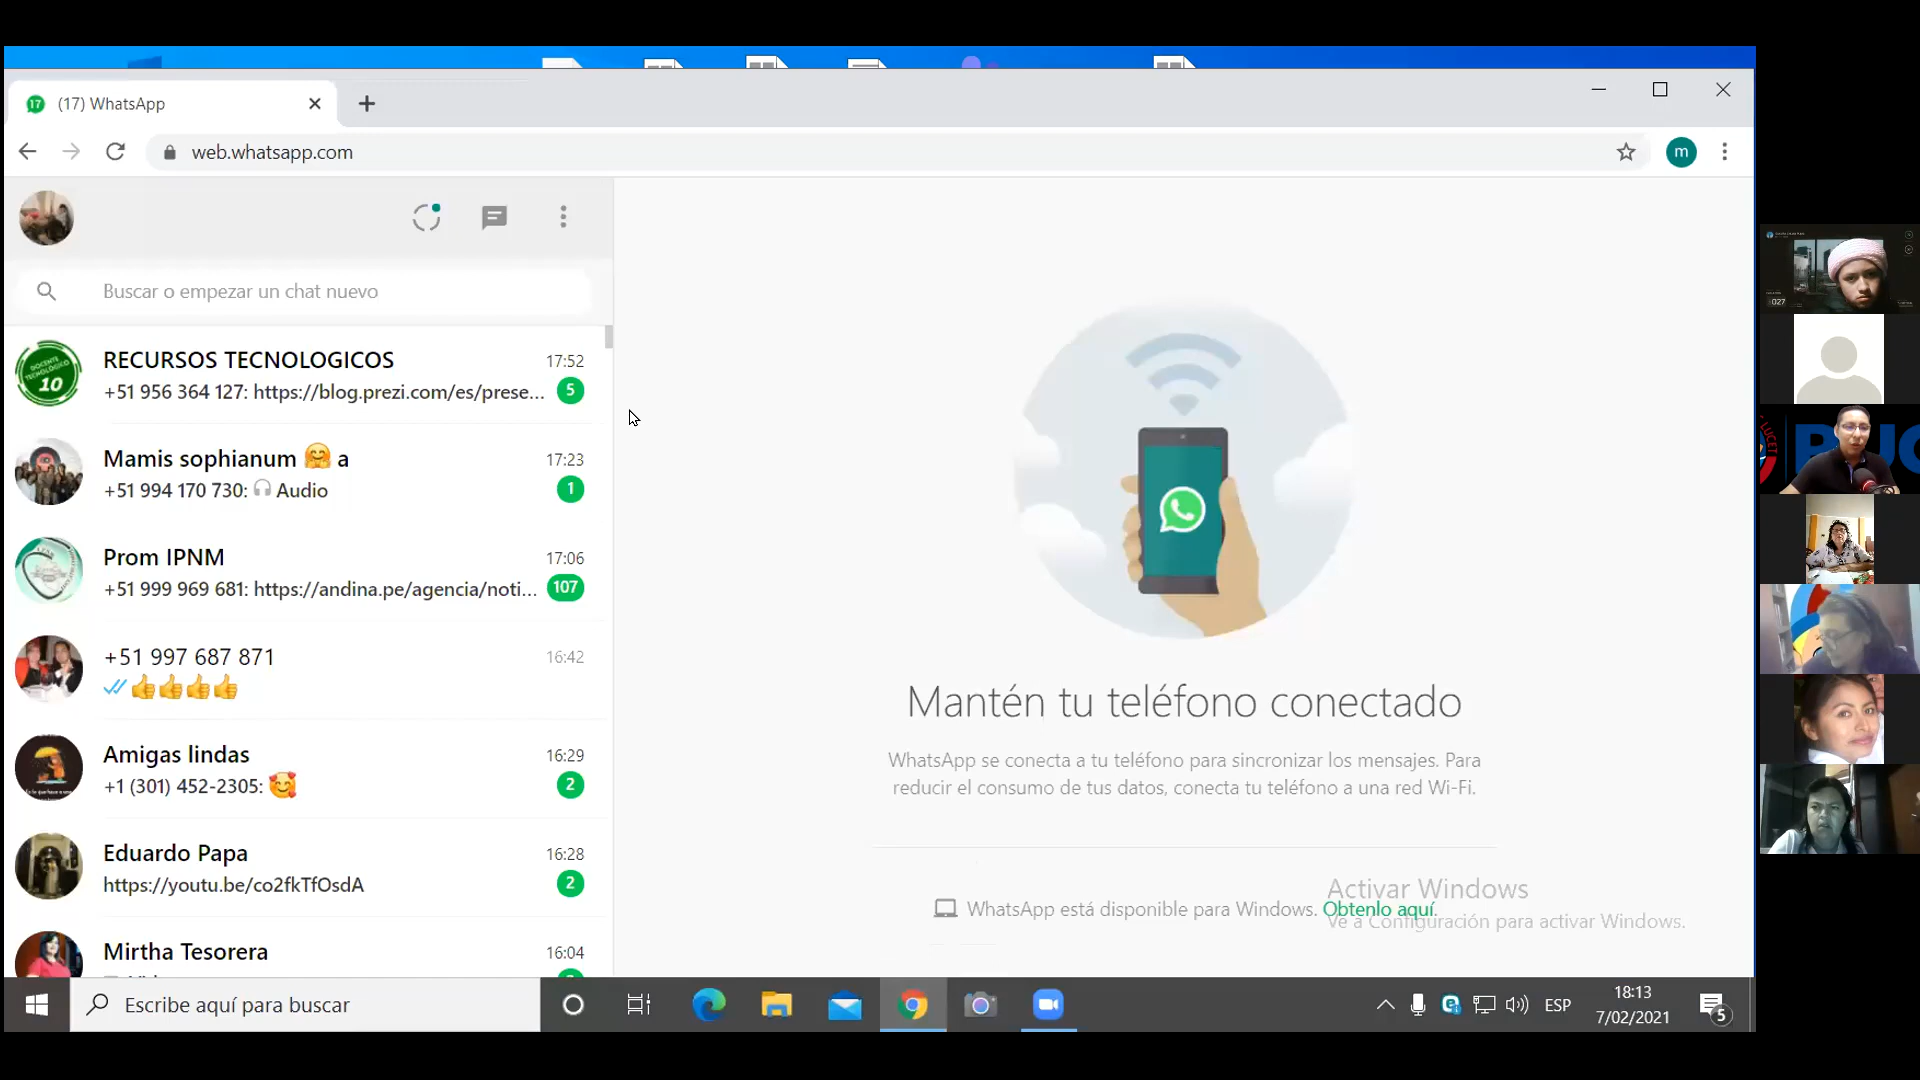 (17) WhatsApp
web.whatsapp.com
m
Buscar o empezar un chat nuevo
DOCENTE TECNOLÓGICO 10
RECURSOS TECNOLOGICOS 17:52
+51 956 364 127: https://blog.prezi.com/es/prese... 5
Mamis sophianum 🤗 a 17:23
+51 994 170 730: 🎧 Audio 1
Prom IPNM 17:06
+51 999 969 681: https://andina.pe/agencia/noti... 107
+51 997 687 871 16:42
👍👍👍👍
Amigas lindas 16:29
+1 (301) 452-2305: 🥰 2
Eduardo Papa 16:28
https://youtu.be/co2fkTfOsdA 2
Mirtha Tesorera 16:04
Mantén tu teléfono conectado
WhatsApp se conecta a tu teléfono para sincronizar los mensajes. Para
reducir el consumo de tus datos, conecta tu teléfono a una red Wi-Fi.
WhatsApp está disponible para Windows. Obtenlo aquí.
Activar Windows
Ve a Configuración para activar Windows.
Escribe aquí para buscar
ESP
18:13
7/02/2021
5
027
LUCET